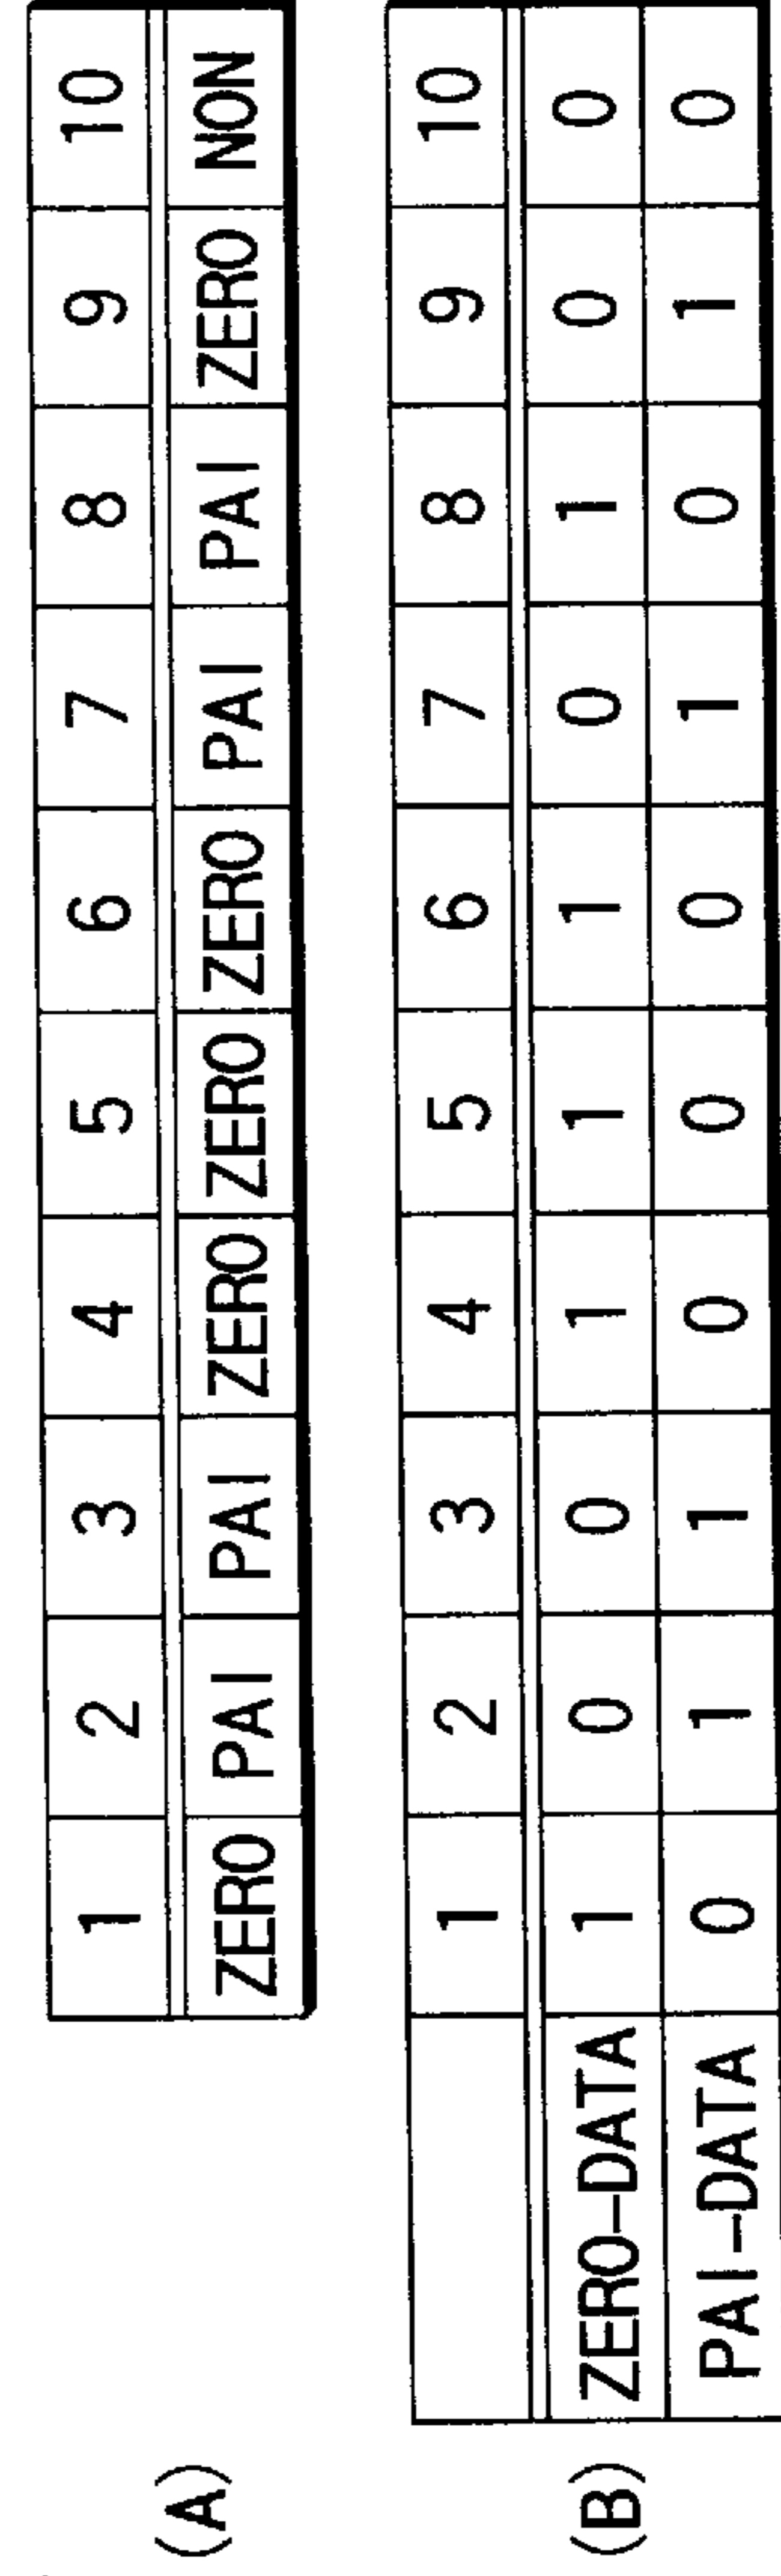 (A)
1 2 3 4 5 6 7 8 9 10
ZERO PAI PAI ZERO ZERO ZERO PAI PAI ZERO NON
(B)
1 2 3 4 5 6 7 8 9 10
ZERO-DATA 1 0 0 1 1 1 0 1 0 0
PAI-DATA 0 1 1 0 0 0 1 0 1 0